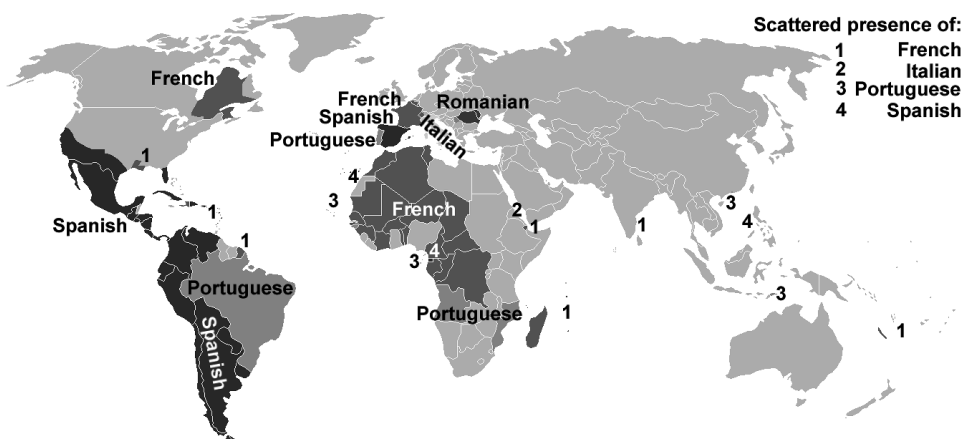 Scattered presence of:
1 French
2 Italian
3 Portuguese
4 Spanish
French
French
Spanish
Portuguese
Romanian
Italian
1
4
3
French
2
1
1
3
4
Spanish
1
1
3
4
Portuguese
3
Portuguese
1
Spanish
1